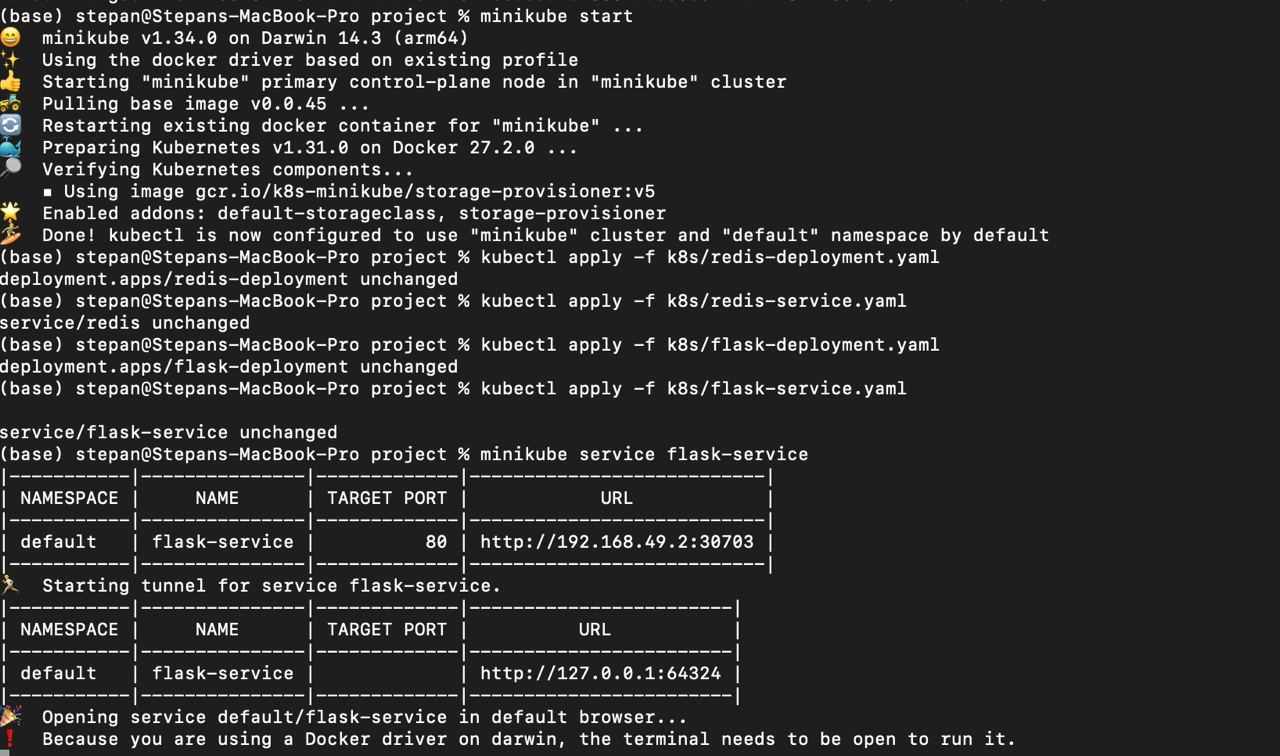 (base) stepan@Stepans-MacBook-Pro project % minikube start
😄  minikube v1.34.0 on Darwin 14.3 (arm64)
✨  Using the docker driver based on existing profile
👍  Starting "minikube" primary control-plane node in "minikube" cluster
🚜  Pulling base image v0.0.45 ...
🔄  Restarting existing docker container for "minikube" ...
🐳  Preparing Kubernetes v1.31.0 on Docker 27.2.0 ...
🔎  Verifying Kubernetes components...
    ▪ Using image gcr.io/k8s-minikube/storage-provisioner:v5
🌟  Enabled addons: default-storageclass, storage-provisioner
🏄  Done! kubectl is now configured to use "minikube" cluster and "default" namespace by default
(base) stepan@Stepans-MacBook-Pro project % kubectl apply -f k8s/redis-deployment.yaml
deployment.apps/redis-deployment unchanged
(base) stepan@Stepans-MacBook-Pro project % kubectl apply -f k8s/redis-service.yaml
service/redis unchanged
(base) stepan@Stepans-MacBook-Pro project % kubectl apply -f k8s/flask-deployment.yaml
deployment.apps/flask-deployment unchanged
(base) stepan@Stepans-MacBook-Pro project % kubectl apply -f k8s/flask-service.yaml
service/flask-service unchanged
(base) stepan@Stepans-MacBook-Pro project % minikube service flask-service
|-----------|---------------|-------------|---------------------------|
| NAMESPACE |     NAME      | TARGET PORT |            URL            |
|-----------|---------------|-------------|---------------------------|
| default   | flask-service |          80 | http://192.168.49.2:30703 |
|-----------|---------------|-------------|---------------------------|
🏃  Starting tunnel for service flask-service.
|-----------|---------------|-------------|------------------------|
| NAMESPACE |     NAME      | TARGET PORT |          URL           |
|-----------|---------------|-------------|------------------------|
| default   | flask-service |             | http://127.0.0.1:64324 |
|-----------|---------------|-------------|------------------------|
🎉  Opening service default/flask-service in default browser...
❗  Because you are using a Docker driver on darwin, the terminal needs to be open to run it.